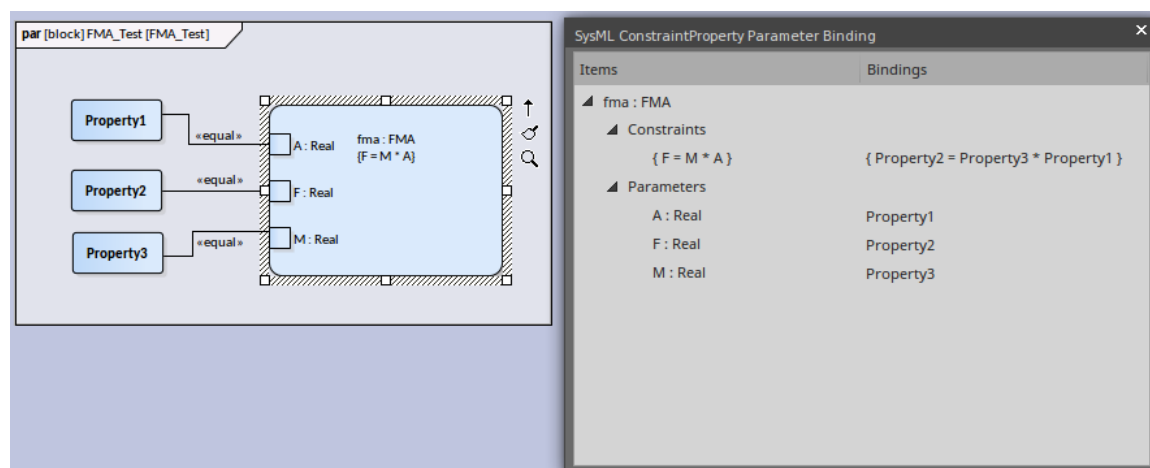 par [block] FMA_Test [FMA_Test]
Property1
«equal»
A : Real
fma : FMA
{F = M * A}
Property2
«equal»
F : Real
Property3
«equal»
M : Real
SysML ConstraintProperty Parameter Binding
Items Bindings
fma : FMA
Constraints
{ F = M * A } { Property2 = Property3 * Property1 }
Parameters
A : Real Property1
F : Real Property2
M : Real Property3